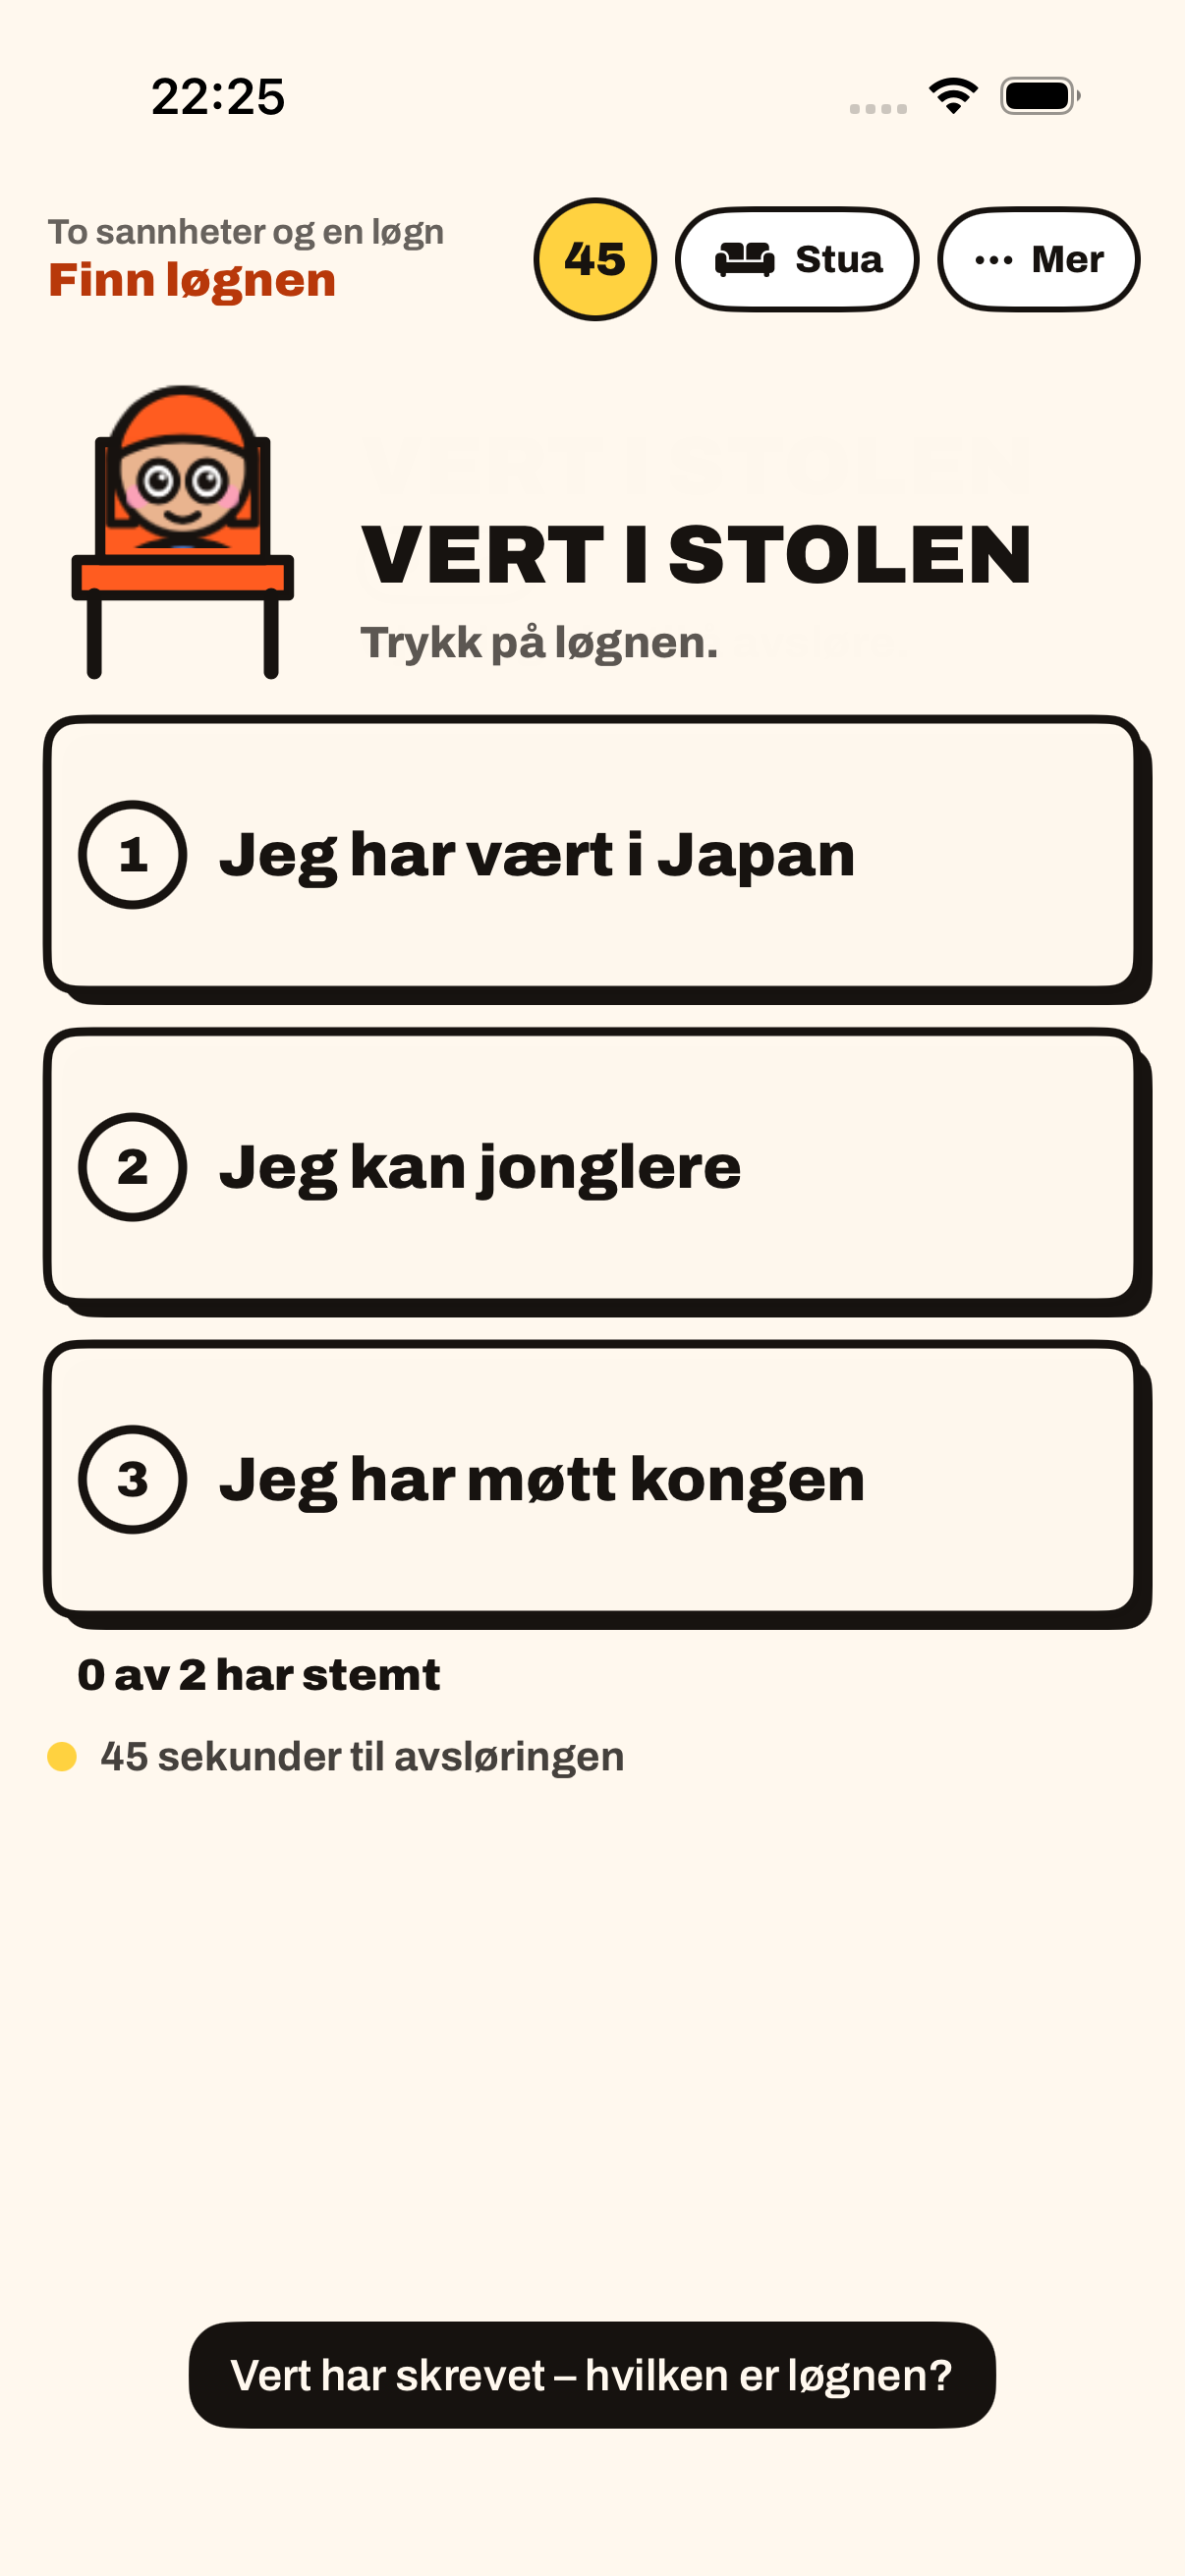 22:25
To sannheter og en løgn
Finn løgnen
45
Stua
Mer
VERT I STOLEN
Trykk på løgnen.
1 Jeg har vært i Japan
2 Jeg kan jonglere
3 Jeg har møtt kongen
0 av 2 har stemt
45 sekunder til avsløringen
Vert har skrevet – hvilken er løgnen?